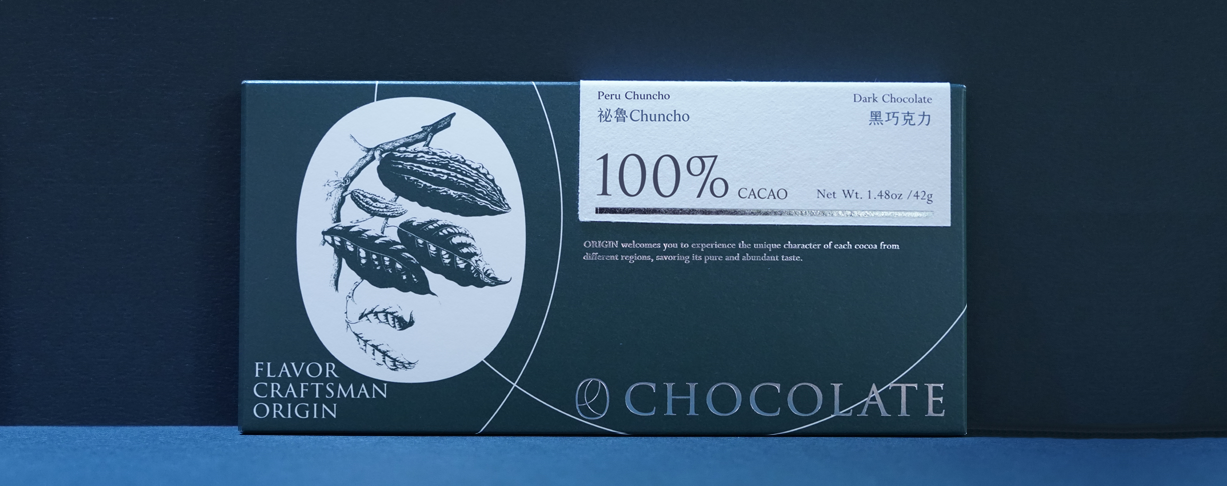 Peru Chuncho
祕魯Chuncho
Dark Chocolate
黑巧克力
100% CACAO
Net Wt. 1.48oz /42g
ORIGIN welcomes you to experience the unique character of each cocoa from
different regions, savoring its pure and abundant taste.
FLAVOR
CRAFTSMAN
ORIGIN
CHOCOLATE